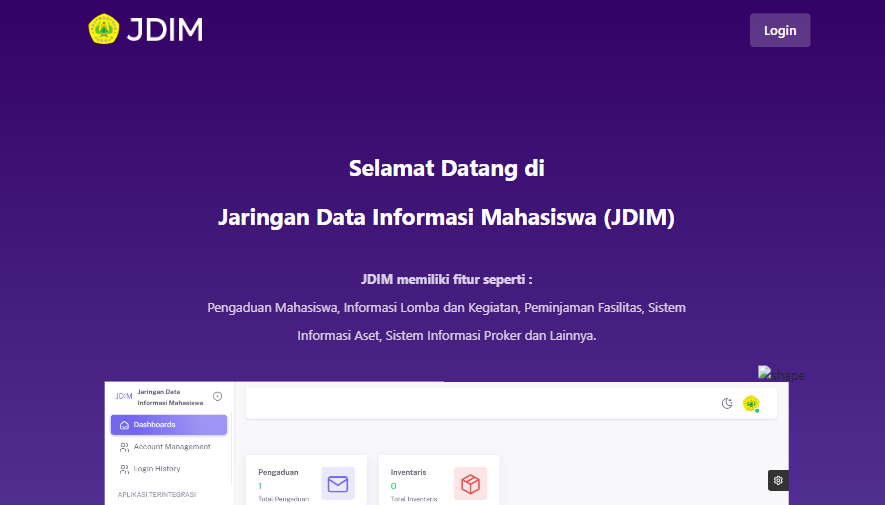 JDIM
Login
Selamat Datang di
Jaringan Data Informasi Mahasiswa (JDIM)
JDIM memiliki fitur seperti :
Pengaduan Mahasiswa, Informasi Lomba dan Kegiatan, Peminjaman Fasilitas, Sistem
Informasi Aset, Sistem Informasi Proker dan Lainnya.
shape
JDIM
Jaringan Data
Informasi Mahasiswa
Dashboards
Account Management
Login History
APLIKASI TERINTEGRASI
Pengaduan
1
Total Pengaduan
Inventaris
0
Total Inventaris